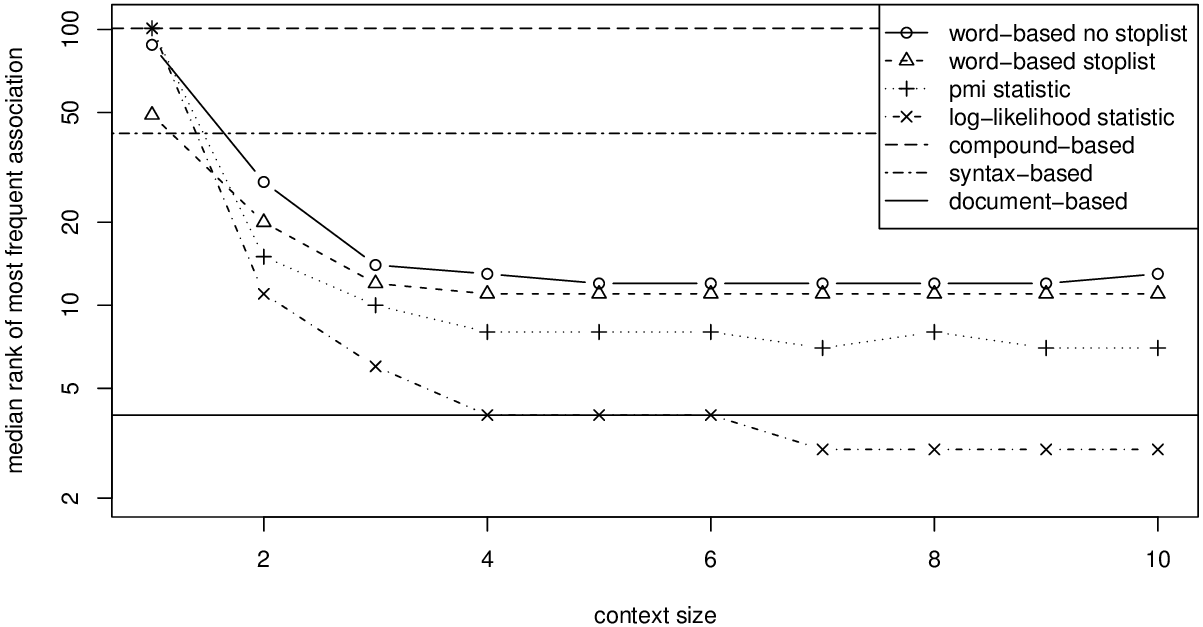 median rank of most frequent association
100
50
20
10
5
2
word−based no stoplist
word−based stoplist
pmi statistic
log−likelihood statistic
compound−based
syntax−based
document−based
2
4
6
8
10
context size